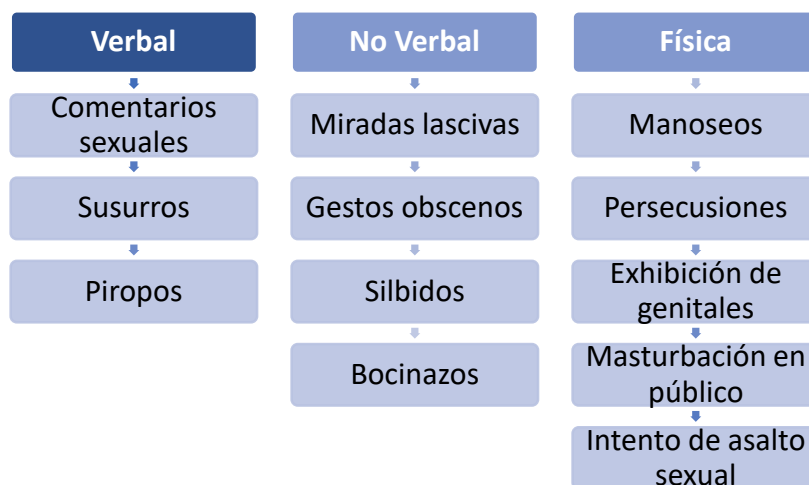 Verbal
Comentarios
sexuales
Susurros
Piropos
No Verbal
Miradas lascivas
Gestos obscenos
Silbidos
Bocinazos
Física
Manoseos
Persecusiones
Exhibición de
genitales
Masturbación en
público
Intento de asalto
sexual